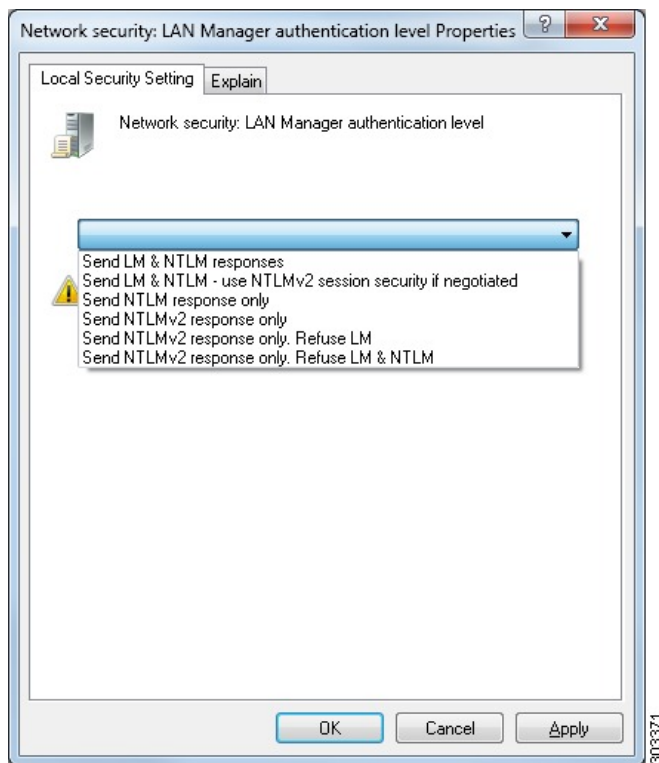 Network security: LAN Manager authentication level Properties
Local Security Setting
Explain
Network security: LAN Manager authentication level
Send LM & NTLM responses
Send LM & NTLM - use NTLMv2 session security if negotiated
Send NTLM response only
Send NTLMv2 response only
Send NTLMv2 response only. Refuse LM
Send NTLMv2 response only. Refuse LM & NTLM
OK
Cancel
Apply
303371